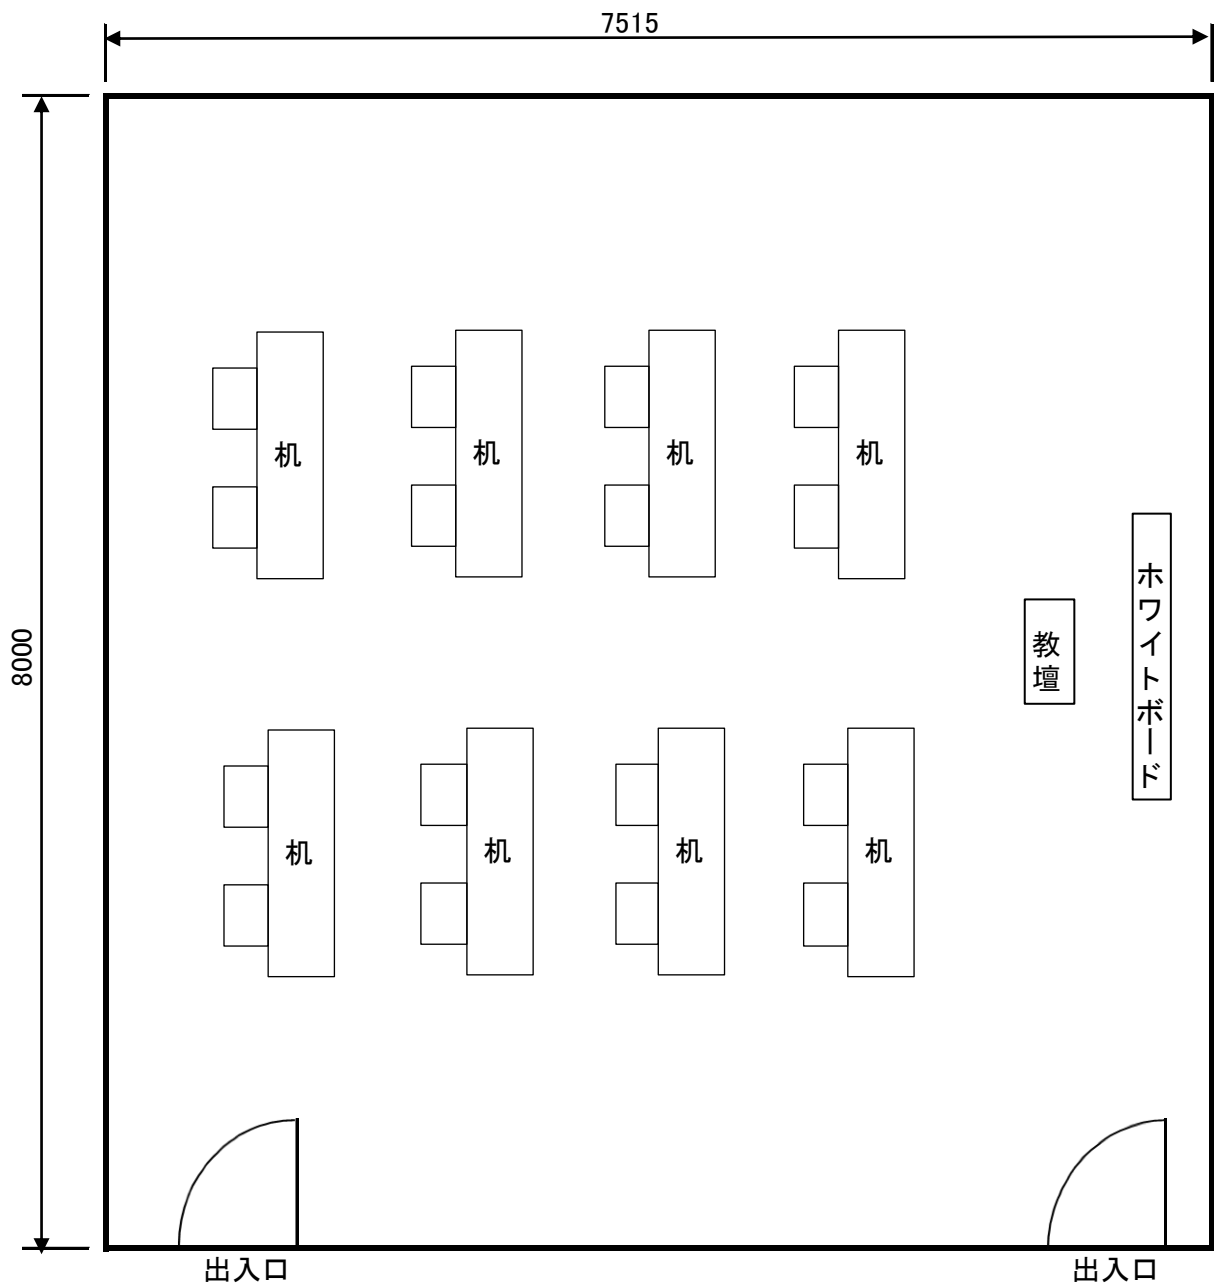 7515
8000
机 机 机 机
ホワイトボード
教壇
机 机 机 机
出入口 出入口